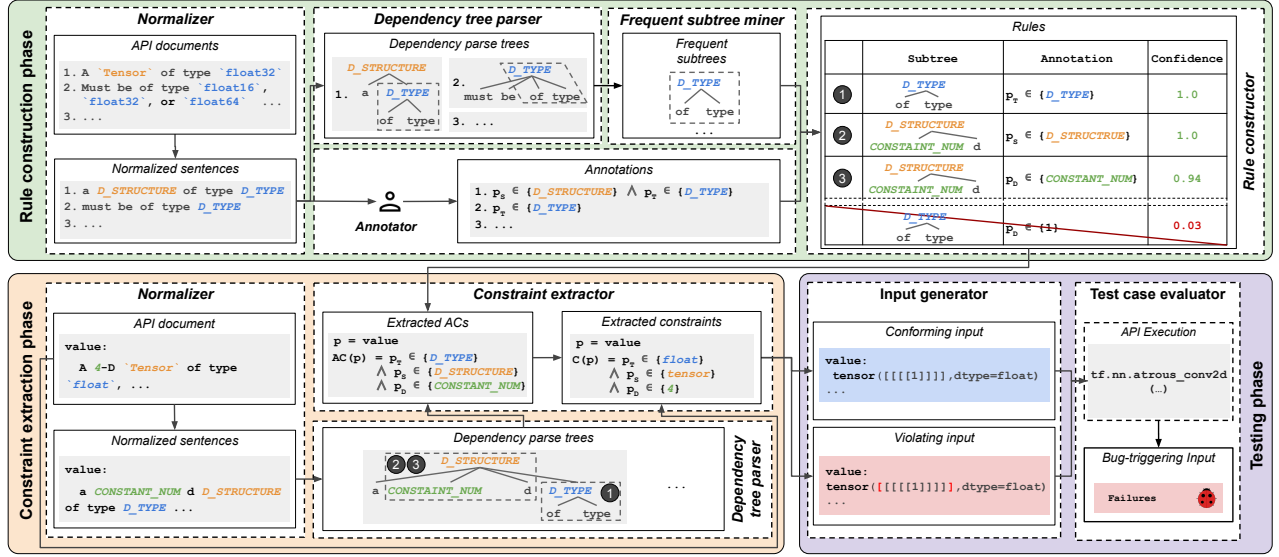 Rule construction phase
Normalizer
API documents
1. A `Tensor` of type `float32`
2. Must be of type `float16`,
`float32`, or `float64` ...
3. ...
Normalized sentences
1. a D_STRUCTURE of type D_TYPE
2. must be of type D_TYPE
3. ...
Dependency tree parser
Dependency parse trees
D_STRUCTURE
1. a D_TYPE
of type
D_TYPE
2.
must be of type
3. ...
Frequent subtree miner
Frequent
subtrees
D_TYPE
of type
...
Annotator
Annotations
1. pS ∈ {D_STRUCTURE} ∧ pT ∈ {D_TYPE}
2. pT ∈ {D_TYPE}
3. ...
Rule constructor
Rules
Subtree Annotation Confidence
1 D_TYPE
of type
pT ∈ {D_TYPE} 1.0
2 D_STRUCTURE
CONSTAINT_NUM d
pS ∈ {D_STRUCTRUE} 1.0
3 D_STRUCTURE
CONSTAINT_NUM d
pD ∈ {CONSTANT_NUM} 0.94
D_TYPE
of type
pD ∈ {1} 0.03
Constraint extraction phase
Normalizer
API document
value:
A 4-D `Tensor` of type
`float`, ...
Normalized sentences
value:
a CONSTANT_NUM d D_STRUCTURE
of type D_TYPE ...
Constraint extractor
Extracted ACs
p = value
AC(p) = pT ∈ {D_TYPE}
∧ pS ∈ {D_STRUCTURE}
∧ pD ∈ {CONSTANT_NUM}
Extracted constraints
p = value
C(p) = pT ∈ {float}
∧ pS ∈ {tensor}
∧ pD ∈ {4}
Dependency tree parser
Dependency parse trees
2 3 D_STRUCTURE
a CONSTAINT_NUM d D_TYPE 1
of type
...
Testing phase
Input generator
Conforming input
value:
tensor([[[[1]]]],dtype=float)
...
Violating input
value:
tensor([[[[[1]]]]],dtype=float)
...
Test case evaluator
API Execution
tf.nn.atrous_conv2d
(…)
Bug-triggering Input
Failures